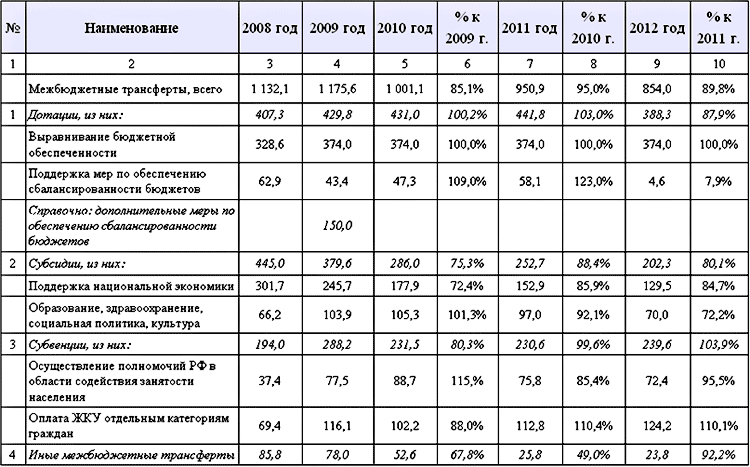 № Наименование 2008 год 2009 год 2010 год % к 2009 г. 2011 год % к 2010 г. 2012 год % к 2011 г.
1 2 3 4 5 6 7 8 9 10
Межбюджетные трансферты, всего 1 132,1 1 175,6 1 001,1 85,1% 950,9 95,0% 854,0 89,8%
1 Дотации, из них: 407,3 429,8 431,0 100,2% 441,8 103,0% 388,3 87,9%
Выравнивание бюджетной
обеспеченности 328,6 374,0 374,0 100,0% 374,0 100,0% 374,0 100,0%
Поддержка мер по обеспечению
сбалансированности бюджетов 62,9 43,4 47,3 109,0% 58,1 123,0% 4,6 7,9%
Справочно: дополнительные меры по
обеспечению сбалансированности 150,0
бюджетов
2 Субсидии, из них: 445,0 379,6 286,0 75,3% 252,7 88,4% 202,3 80,1%
Поддержка национальной экономики 301,7 245,7 177,9 72,4% 152,9 85,9% 129,5 84,7%
Образование, здравоохранение,
социальная политика, культура 66,2 103,9 105,3 101,3% 97,0 92,1% 70,0 72,2%
3 Субвенции, из них: 194,0 288,2 231,5 80,3% 230,6 99,6% 239,6 103,9%
Осуществление полномочий РФ в
области содействия занятости 37,4 77,5 88,7 115,% 75,8 85,4% 72,4 95,5%
населения
Оплата ЖКУ отдельным категориям
граждан 69,4 116,1 102,2 88,0% 112,8 110,4% 124,2 110,1%
4 Иные межбюджетные трансферты 85,8 78,0 52,6 67,8% 25,8 49,0% 23,8 92,2%